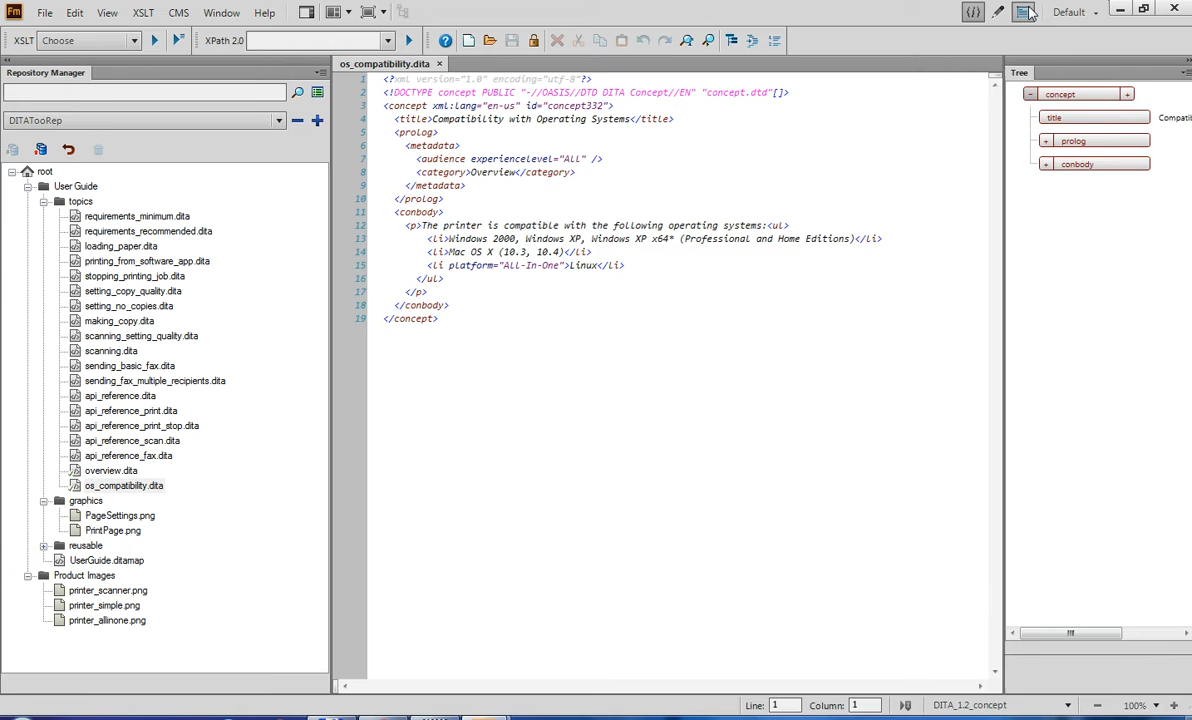 Fm File Edit View XSLT CMS Window Help Default
XSLT Choose XPath 2.0
Repository Manager
DITATooRep
root
User Guide
topics
requirements_minimum.dita
requirements_recommended.dita
loading_paper.dita
printing_from_software_app.dita
stopping_printing_job.dita
setting_copy_quality.dita
setting_no_copies.dita
making_copy.dita
scanning_setting_quality.dita
scanning.dita
sending_basic_fax.dita
sending_fax_multiple_recipients.dita
api_reference.dita
api_reference_print.dita
api_reference_print_stop.dita
api_reference_scan.dita
api_reference_fax.dita
overview.dita
os_compatibility.dita
graphics
PageSettings.png
PrintPage.png
reusable
UserGuide.ditamap
Product Images
printer_scanner.png
printer_simple.png
printer_allinone.png
os_compatibility.dita
1 <?xml version="1.0" encoding="utf-8"?>
2 <!DOCTYPE concept PUBLIC "-//OASIS//DTD DITA Concept//EN" "concept.dtd"[]>
3 <concept xml:lang="en-us" id="concept332">
4 <title>Compatibility with Operating Systems</title>
5 <prolog>
6 <metadata>
7 <audience experiencelevel="All" />
8 <category>Overview</category>
9 </metadata>
10 </prolog>
11 <conbody>
12 <p>The printer is compatible with the following operating systems:<ul>
13 <li>Windows 2000, Windows XP, Windows XP x64* (Professional and Home Editions)</li>
14 <li>Mac OS X (10.3, 10.4)</li>
15 <li platform="All-In-One">Linux</li>
16 </ul>
17 </p>
18 </conbody>
19 </concept>
Tree
concept
title Compati
prolog
conbody
Line: 1 Column: 1 DITA_1.2_concept 100%